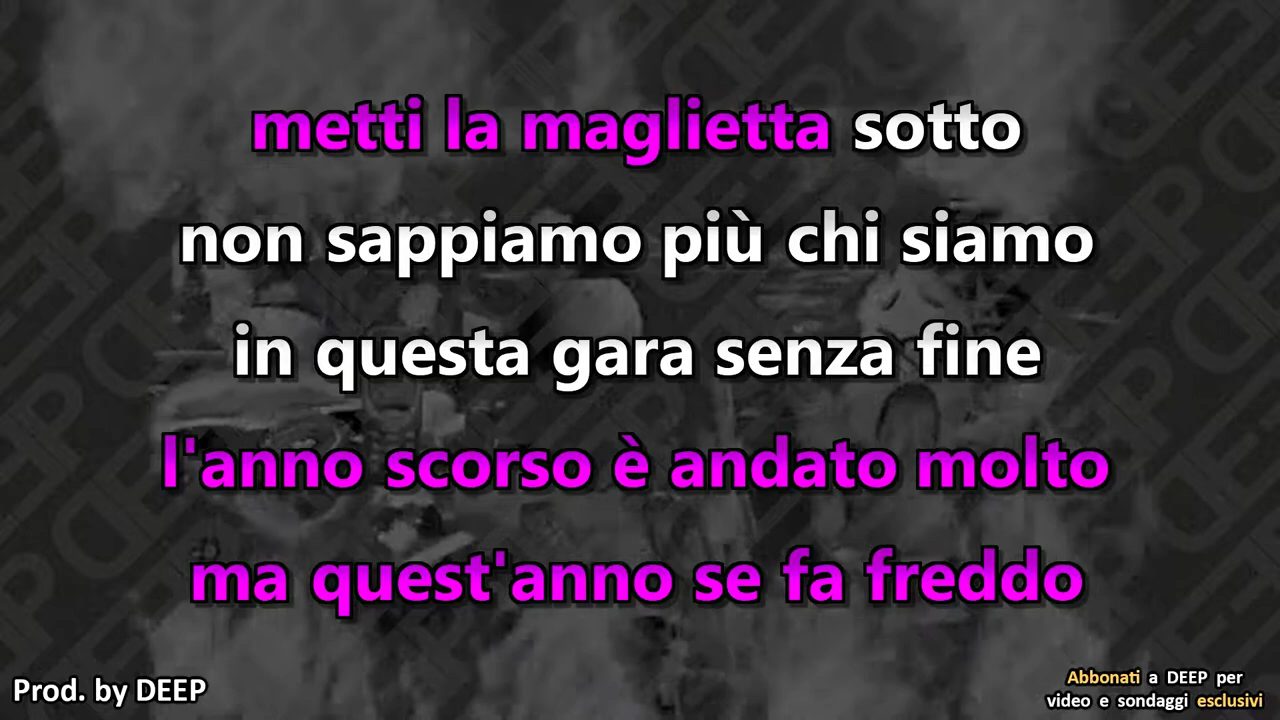 metti la maglietta sotto
non sappiamo più chi siamo
in questa gara senza fine
l'anno scorso è andato molto
ma quest'anno se fa freddo
Prod. by DEEP
Abbonati a DEEP per
video e sondaggi esclusivi